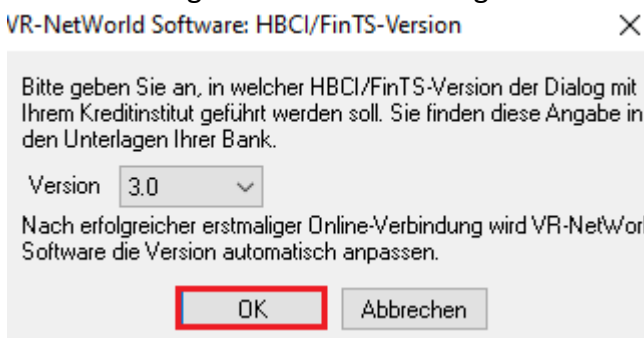 VR-NetWorld Software: HBCI/FinTS-Version
Bitte geben Sie an, in welcher HBCI/FinTS-Version der Dialog mit
Ihrem Kreditinstitut geführt werden soll. Sie finden diese Angabe in
den Unterlagen Ihrer Bank.
Version 3.0
Nach erfolgreicher erstmaliger Online-Verbindung wird VR-NetWorl
Software die Version automatisch anpassen.
OK Abbrechen